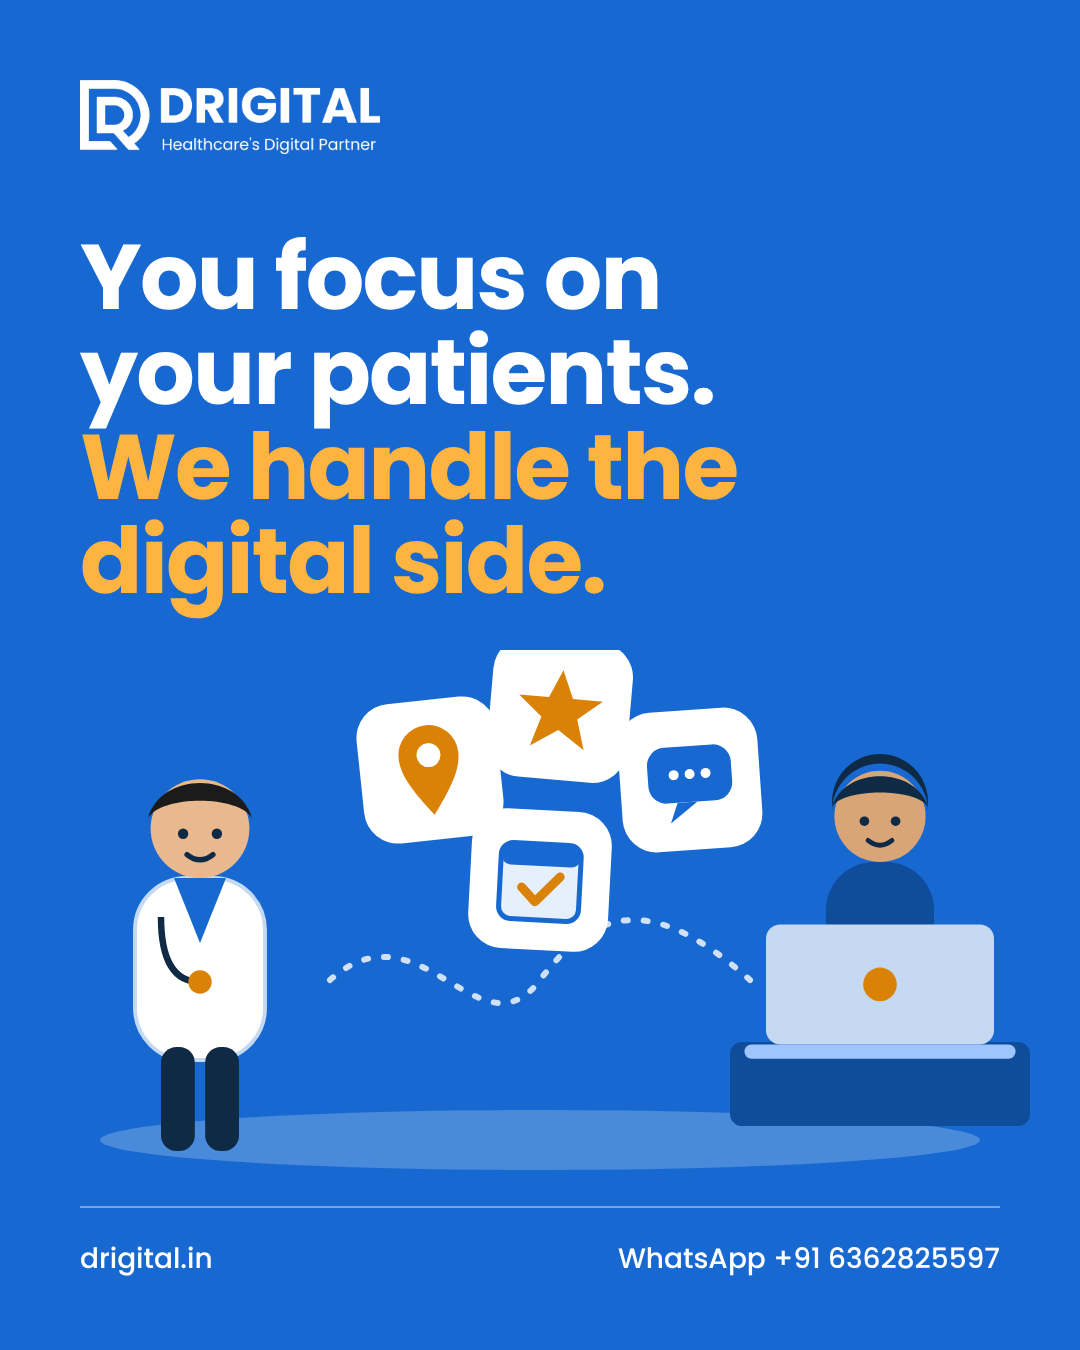 DRIGITAL
Healthcare's Digital Partner
You focus on
your patients.
We handle the
digital side.
drigital.in
WhatsApp +91 6362825597